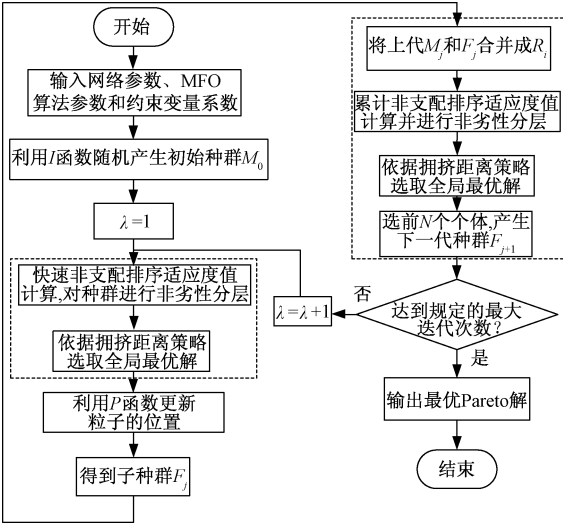 开始
输入网络参数、MFO
算法参数和约束变量系数
利用I函数随机产生初始种群M0
λ=1
快速非支配排序适应度值
计算,对种群进行非劣性分层
依据拥挤距离策略
选取全局最优解
利用P函数更新
粒子的位置
得到子种群Fj
将上代Mj和Fj合并成Ri
累计非支配排序适应度值
计算并进行非劣性分层
依据拥挤距离策略
选取全局最优解
选前N个个体,产生
下一代种群Fj+1
达到规定的最大
迭代次数?
否
λ=λ+1
是
输出最优Pareto解
结束